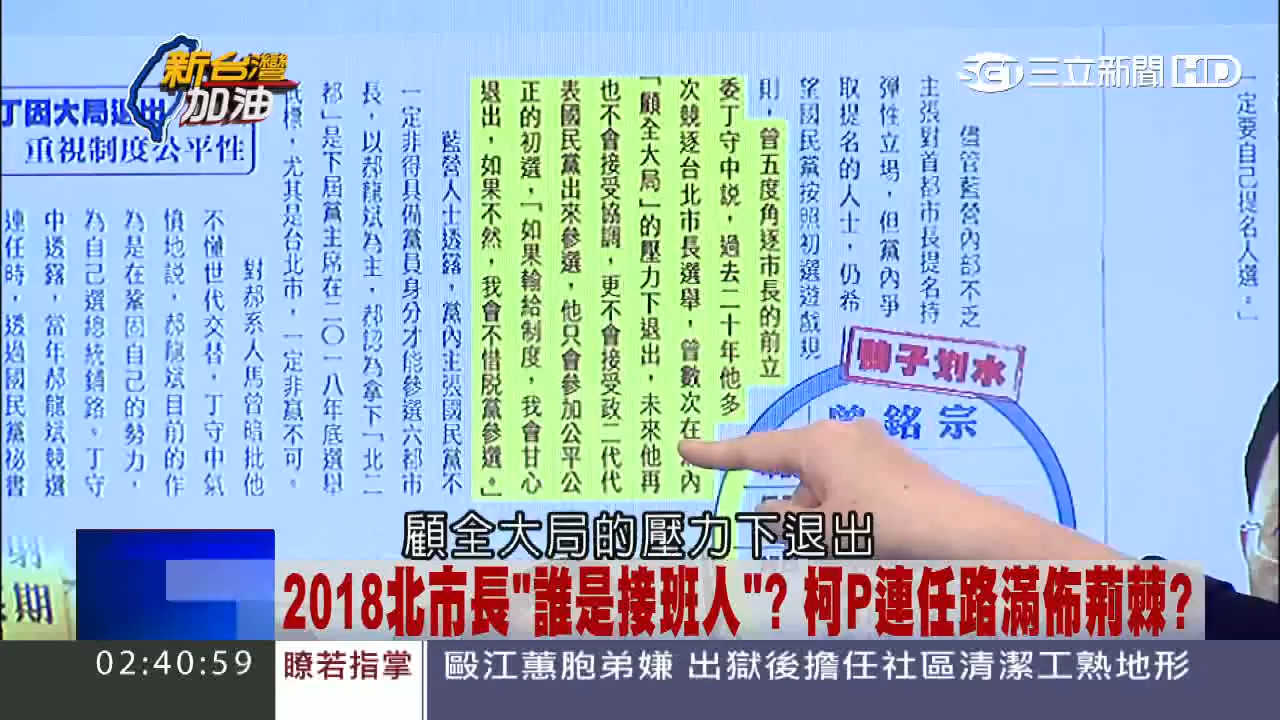 新台灣
加油
SET三立新聞HD
一定要自己提名人選。」
儘管藍營內部不乏
主張對首都市長提名持
彈性立場，但黨內爭
取提名的人士，仍希
望國民黨按照初選遊戲規
則，曾五度角逐市長的前立
委丁守中說，過去二十年他多
次競逐台北市長選舉，曾數次在
「顧全大局」的壓力下退出，未來他再
也不會接受協調，更不會接受政二代代
表國民黨出來參選，他只會參加公平公
正的初選，「如果輸給制度，我會甘心
退出，如果不然，我會不惜脫黨參選。」
藍營人士透露，黨內主張國民黨不
一定非得具備黨員身分才能參選六都市
長，以郝龍斌為主，郝認為拿下「北二
都」是下屆黨主席在二〇一八年底選舉
標，尤其是台北市，一定非贏不可。
丁因大局退出
重視制度公平性
對郝系人馬曾暗批他
不懂世代交替，丁守中氣
憤地說，郝龍斌目前的作
為是在鞏固自己的勢力，
為自己選總統鋪路。丁守
中透露，當年郝龍斌競選
連任時，透過國民黨祕書
鴨子划水
銘宗
期
顧全大局的壓力下退出
2018北市長"誰是接班人"? 柯P連任路滿佈荊棘?
02:40:59
瞭若指掌
毆江蕙胞弟嫌 出獄後擔任社區清潔工熟地形